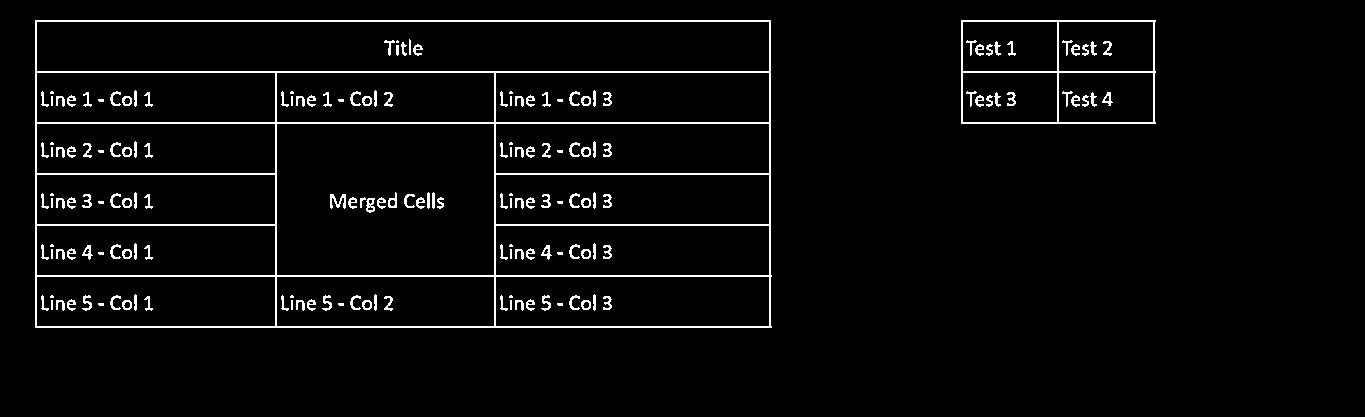 Title
Line 1 - Col 1 Line 1 - Col 2 Line 1 - Col 3
Line 2 - Col 1 Line 2 - Col 3
Line 3 - Col 1 Merged Cells Line 3 - Col 3
Line 4 - Col 1 Line 4 - Col 3
Line 5 - Col 1 Line 5 - Col 2 Line 5 - Col 3
Test 1 Test 2
Test 3 Test 4